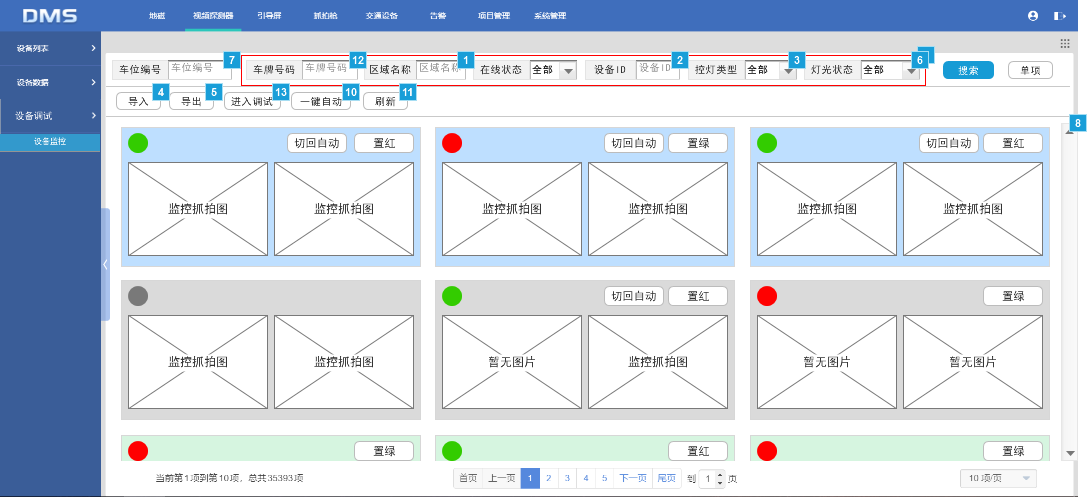 DMS 地磁 视频探测器 引导屏 抓拍枪 交通设备 告警 项目管理 系统管理
设备列表
设备数据
设备调试
设备监控
车位编号 车位编号 7 车牌号码 车牌号码 12 区域名称 区域名称 1 在线状态 全部 设备ID 设备ID 2 控灯类型 全部 3 灯光状态 全部 6 搜索 单项
导入 4 导出 5 进入调试 13 一键自动 10 刷新 11
8
切回自动 置红 切回自动 置绿 切回自动 置红
监控抓拍图 监控抓拍图 监控抓拍图 监控抓拍图 监控抓拍图 监控抓拍图
切回自动 置红 置绿
监控抓拍图 监控抓拍图 暂无图片 监控抓拍图 暂无图片 暂无图片
置绿 置红 置绿
当前第1项到第10项，总共35393项 首页 上一页 1 2 3 4 5 下一页 尾页 到 1 页 10 项/页